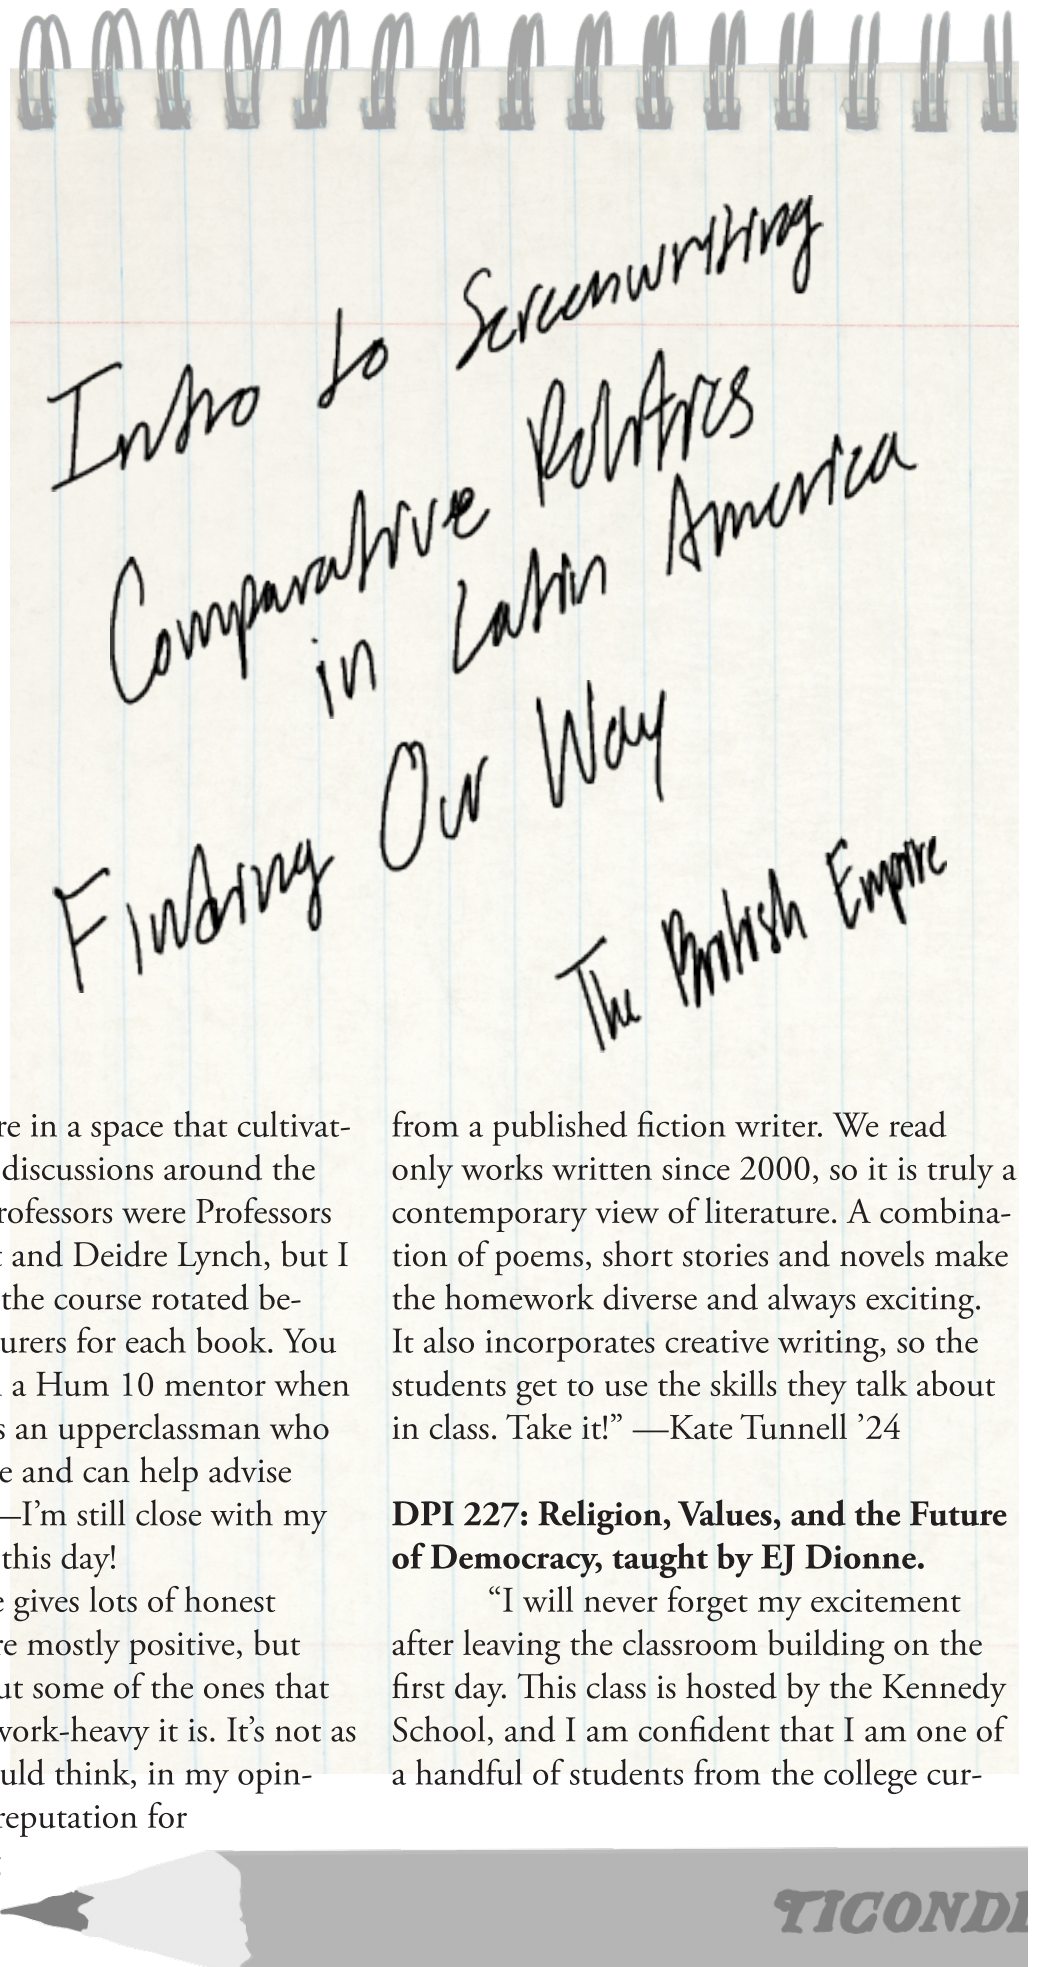 Intro to Screenwriting
Comparative Politics
in Latin America
Finding Our Way
The British Empire
re in a space that cultivat-
discussions around the
rofessors were Professors
and Deidre Lynch, but I
the course rotated be-
urers for each book. You
a Hum 10 mentor when
s an upperclassman who
e and can help advise
—I’m still close with my
this day!
e gives lots of honest
re mostly positive, but
ut some of the ones that
work-heavy it is. It’s not as
uld think, in my opin-
reputation for
from a published fiction writer. We read
only works written since 2000, so it is truly a
contemporary view of literature. A combina-
tion of poems, short stories and novels make
the homework diverse and always exciting.
It also incorporates creative writing, so the
students get to use the skills they talk about
in class. Take it!” —Kate Tunnell ’24
DPI 227: Religion, Values, and the Future
of Democracy, taught by EJ Dionne.
“I will never forget my excitement
after leaving the classroom building on the
first day. This class is hosted by the Kennedy
School, and I am confident that I am one of
a handful of students from the college cur-
TICONDE